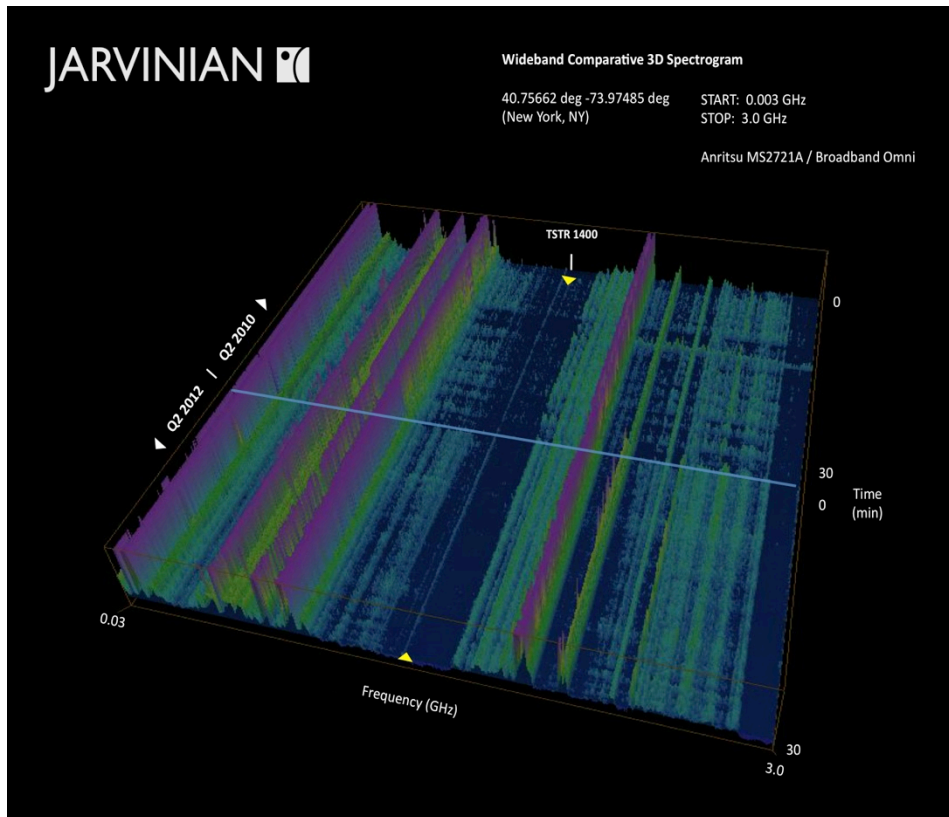 JARVINIAN
Wideband Comparative 3D Spectrogram
40.75662 deg -73.97485 deg
(New York, NY)
START: 0.003 GHz
STOP: 3.0 GHz
Anritsu MS2721A / Broadband Omni
TSTR 1400
0
Q2 2012 | Q2 2010
30
0
Time
(min)
0.03
Frequency (GHz)
30
3.0